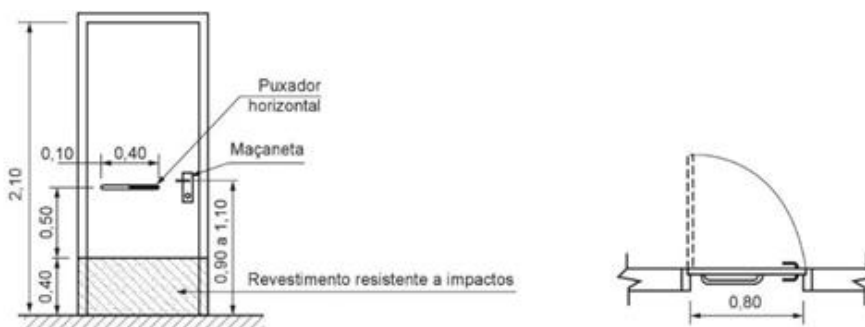 Puxador
horizontal
0,10
0,40
Maçaneta
2,10
0,50
0,90 a 1,10
0,40
Revestimento resistente a impactos
0,80